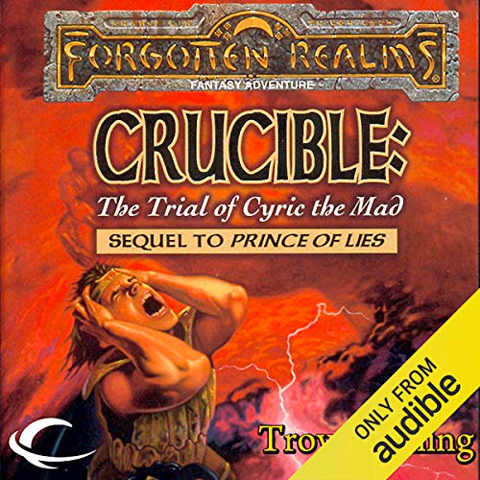 FORGOTTEN REALMS
FANTASY ADVENTURE
CRUCIBLE:
The Trial of Cyric the Mad
SEQUEL TO PRINCE OF LIES
ONLY FROM
audible